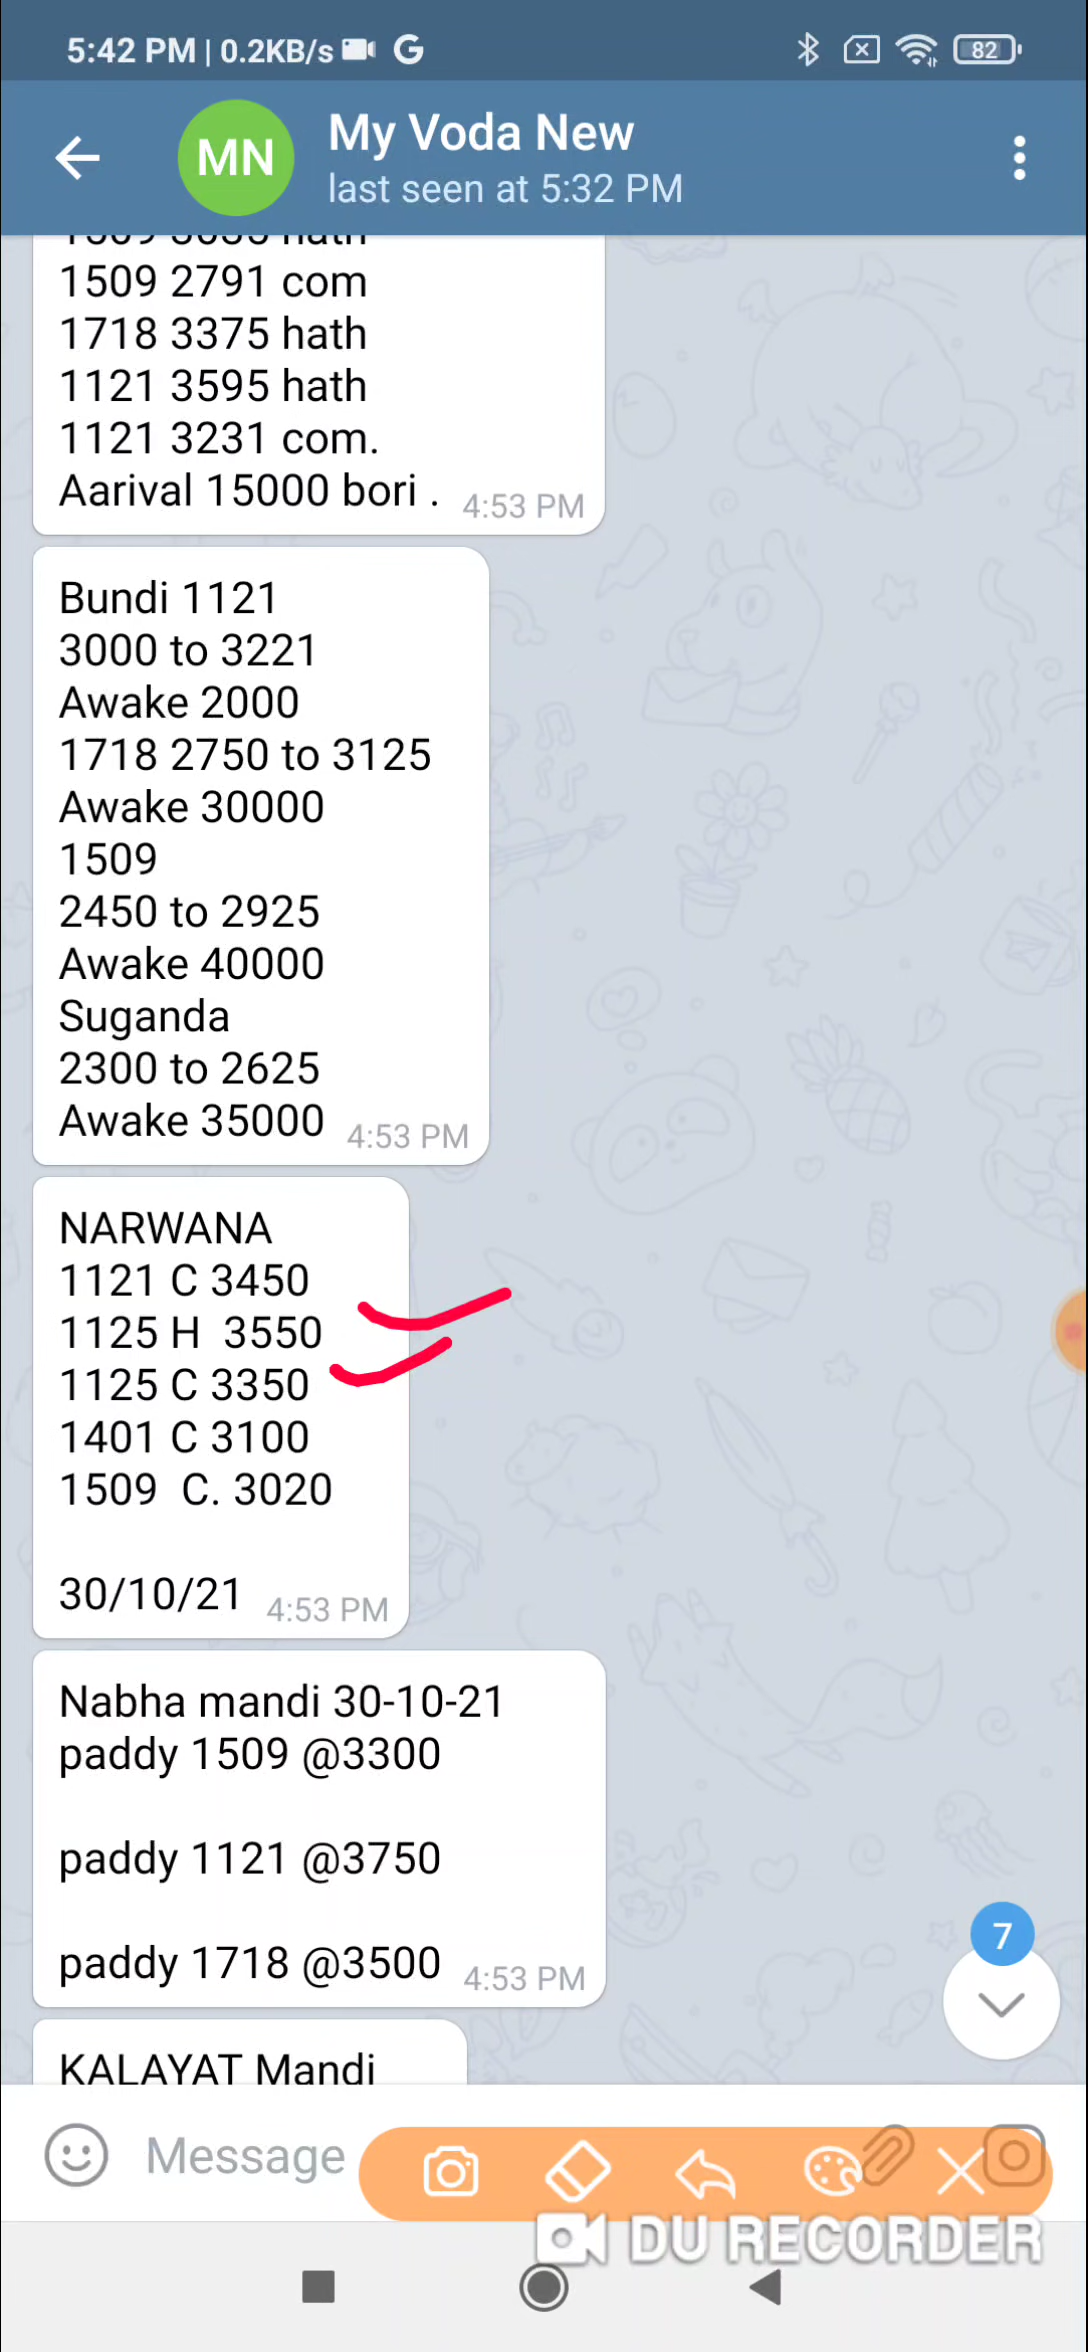 5:42 PM | 0.2KB/s G
82
MN
My Voda New
last seen at 5:32 PM
1509 2791 com
1718 3375 hath
1121 3595 hath
1121 3231 com.
Aarival 15000 bori . 4:53 PM
Bundi 1121
3000 to 3221
Awake 2000
1718 2750 to 3125
Awake 30000
1509
2450 to 2925
Awake 40000
Suganda
2300 to 2625
Awake 35000 4:53 PM
NARWANA
1121 C 3450
1125 H  3550
1125 C 3350
1401 C 3100
1509  C. 3020
30/10/21 4:53 PM
Nabha mandi 30-10-21
paddy 1509 @3300
paddy 1121 @3750
paddy 1718 @3500 4:53 PM
7
KALAYAT Mandi
Message
DU RECORDER